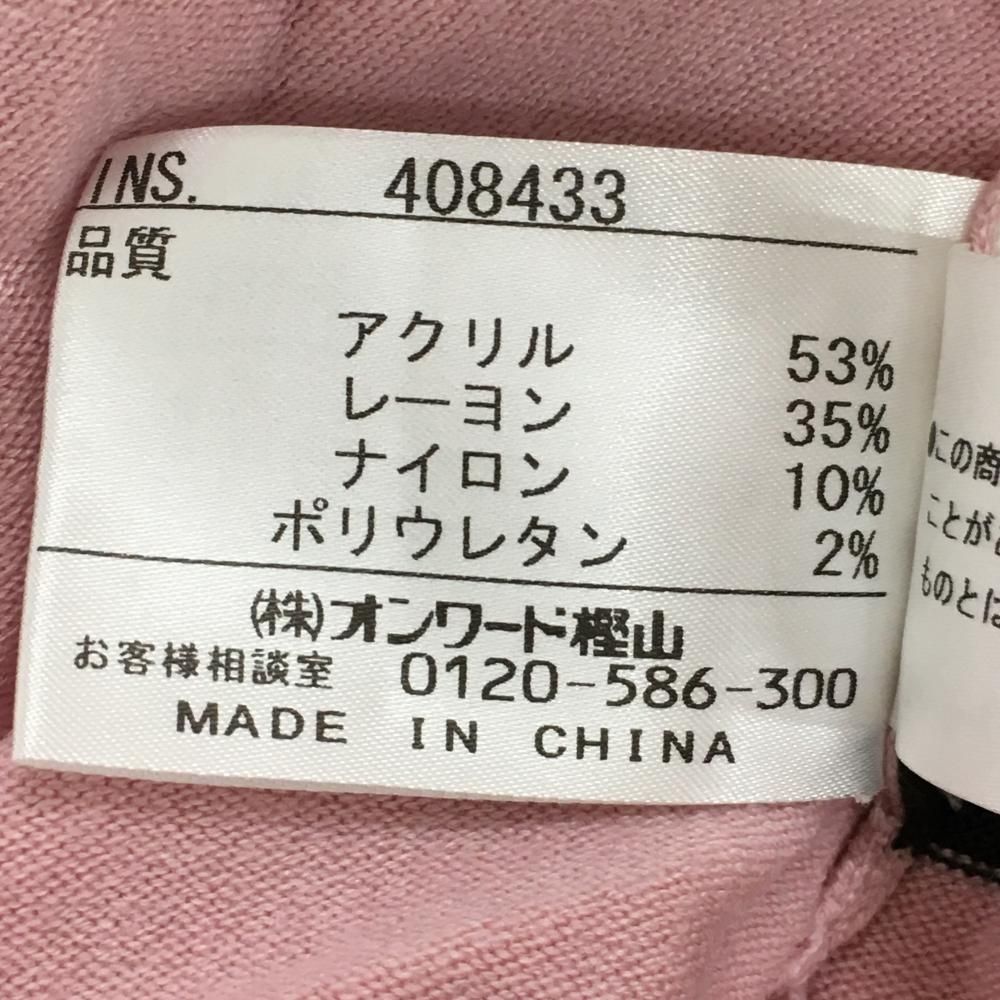 INS. 408433
品質
アクリル 53%
レーヨン 35%
ナイロン 10%
ポリウレタン 2%
㈱オンワード樫山
お客様相談室 0120-586-300
MADE IN CHINA
この商
ことが
ものとは